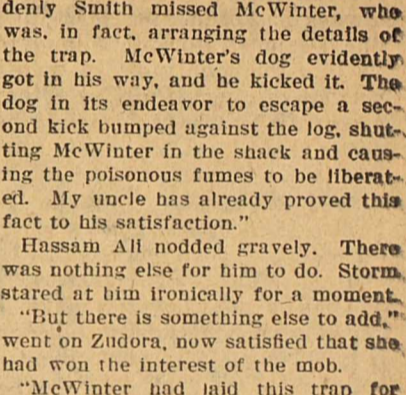 denly Smith missed McWinter, who
was, in fact, arranging the details of
the trap. McWinter's dog evidently
got in his way, and he kicked it. The
dog in its endeavor to escape a sec-
ond kick bumped against the log, shut-
ting McWinter in the shack and caus-
ing the poisonous fumes to be liberat-
ed. My uncle has already proved this
fact to his satisfaction."
Hassam Ali nodded gravely. There
was nothing else for him to do. Storm
stared at him ironically for a moment.
"But there is something else to add,"
went on Zudora, now satisfied that she
had won the interest of the mob.
"McWinter had laid this trap for